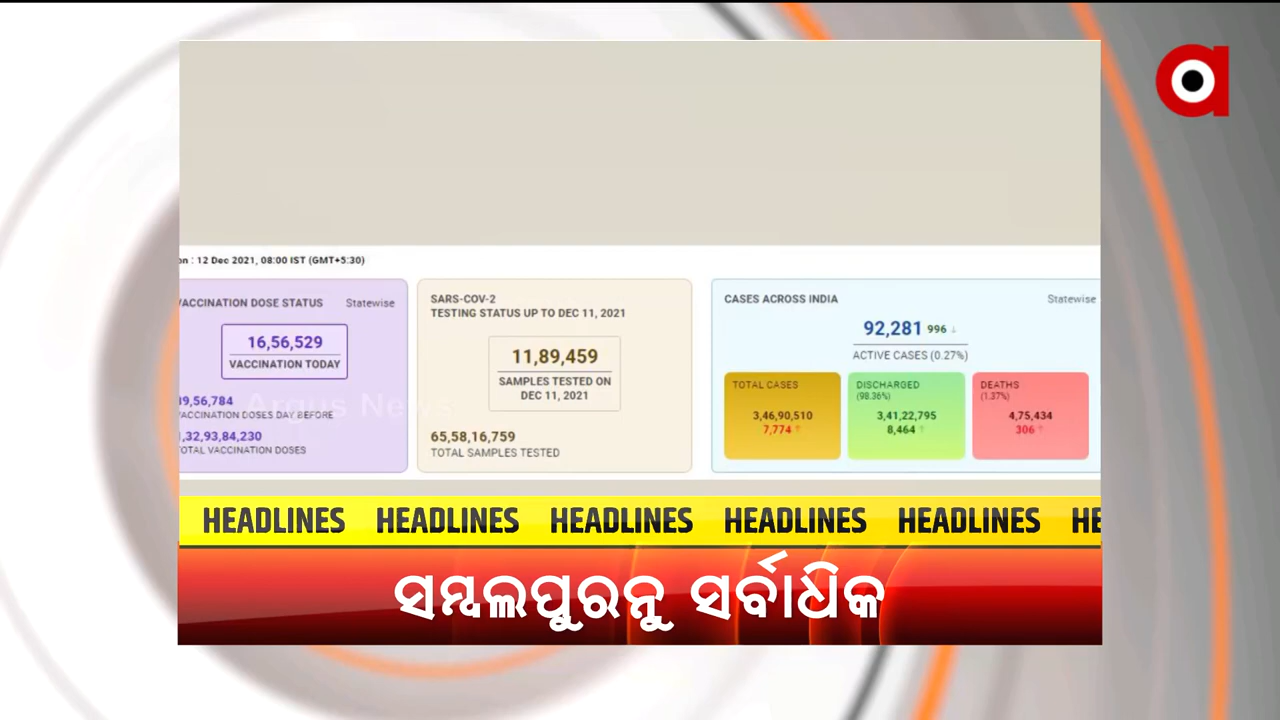 on : 12 Dec 2021, 08:00 IST (GMT+5:30)
VACCINATION DOSE STATUS Statewise
16,56,529
VACCINATION TODAY
VACCINATION DOSES DAY BEFORE
TOTAL VACCINATION DOSES
SARS-COV-2
TESTING STATUS UP TO DEC 11, 2021
11,89,459
SAMPLES TESTED ON
DEC 11, 2021
65,58,16,759
TOTAL SAMPLES TESTED
CASES ACROSS INDIA Statewise
92,281 996 ↓
ACTIVE CASES (0.27%)
TOTAL CASES
3,46,90,510
7,774 ↑
DISCHARGED
(98.36%)
3,41,22,795
8,464 ↑
DEATHS
(1.37%)
4,75,434
306 ↑
Argus News
HEADLINES HEADLINES HEADLINES HEADLINES HEADLINES HE
ସମ୍ବଲପୁରନୁ ସର୍ବାଧିକ